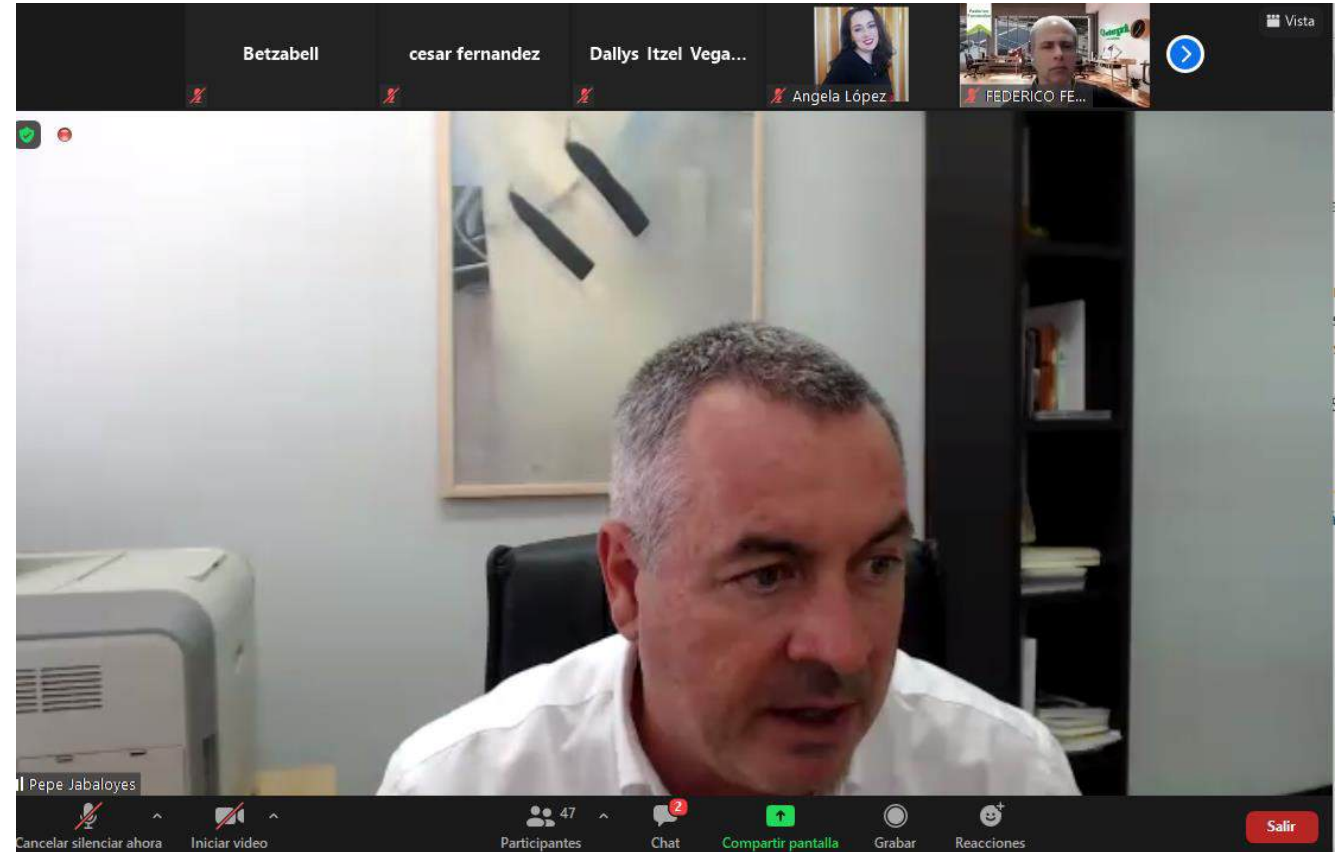 Betzabell
cesar fernandez
Dallys Itzel Vega...
Angela López
FEDERICO FE...
Vista
Pepe Jabaloyes
Cancelar silenciar ahora
Iniciar video
47
Participantes
2
Chat
Compartir pantalla
Grabar
Reacciones
Salir